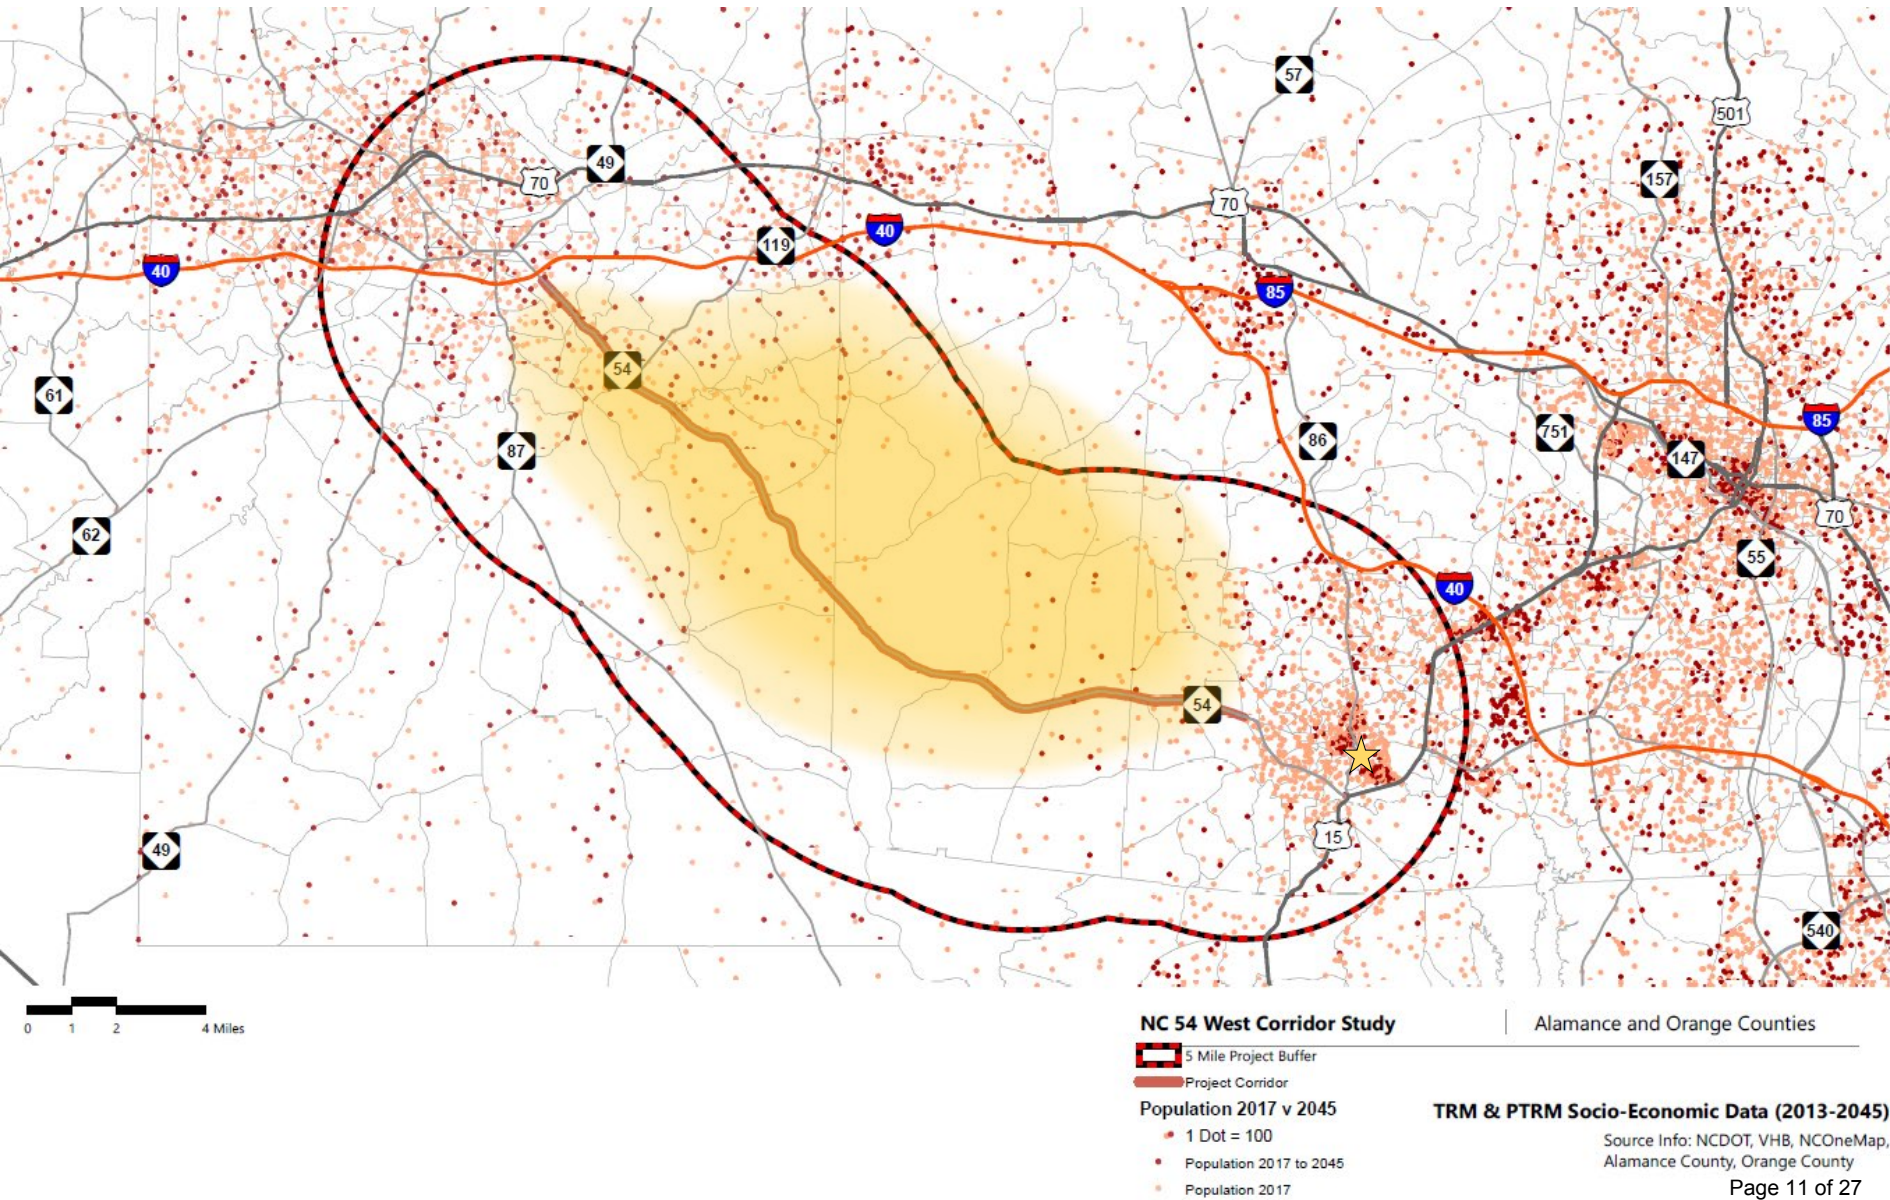 57
501
49
157
70
70
119
40
40
85
54
61
85
86
751
87
147
70
62
55
40
54
15
49
540
0 1 2 4 Miles
NC 54 West Corridor Study | Alamance and Orange Counties
5 Mile Project Buffer
Project Corridor
Population 2017 v 2045
TRM & PTRM Socio-Economic Data (2013-2045)
1 Dot = 100
Source Info: NCDOT, VHB, NCOneMap,
Population 2017 to 2045
Alamance County, Orange County
Population 2017
Page 11 of 27